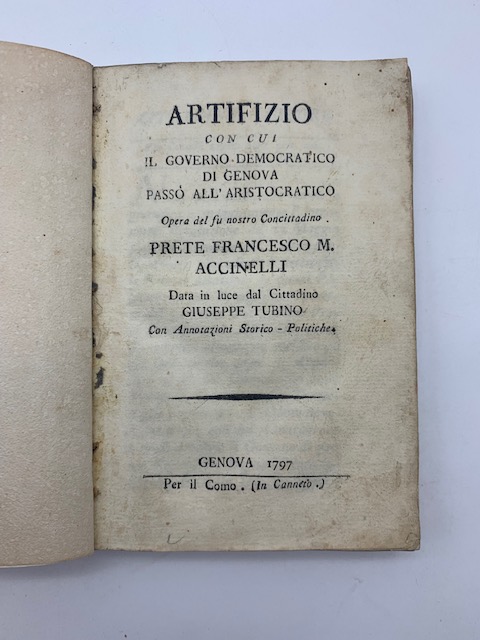 ARTIFIZIO
CON CUI
IL GOVERNO DEMOCRATICO
DI GENOVA
PASSÒ ALL'ARISTOCRATICO
Opera del fu nostro Concittadino.
PRETE FRANCESCO M.
ACCINELLI
Data in luce dal Cittadino
GIUSEPPE TUBINO
Con Annotazioni Storico - Politiche.
GENOVA 1797
Per il Como. (In Canneto.)